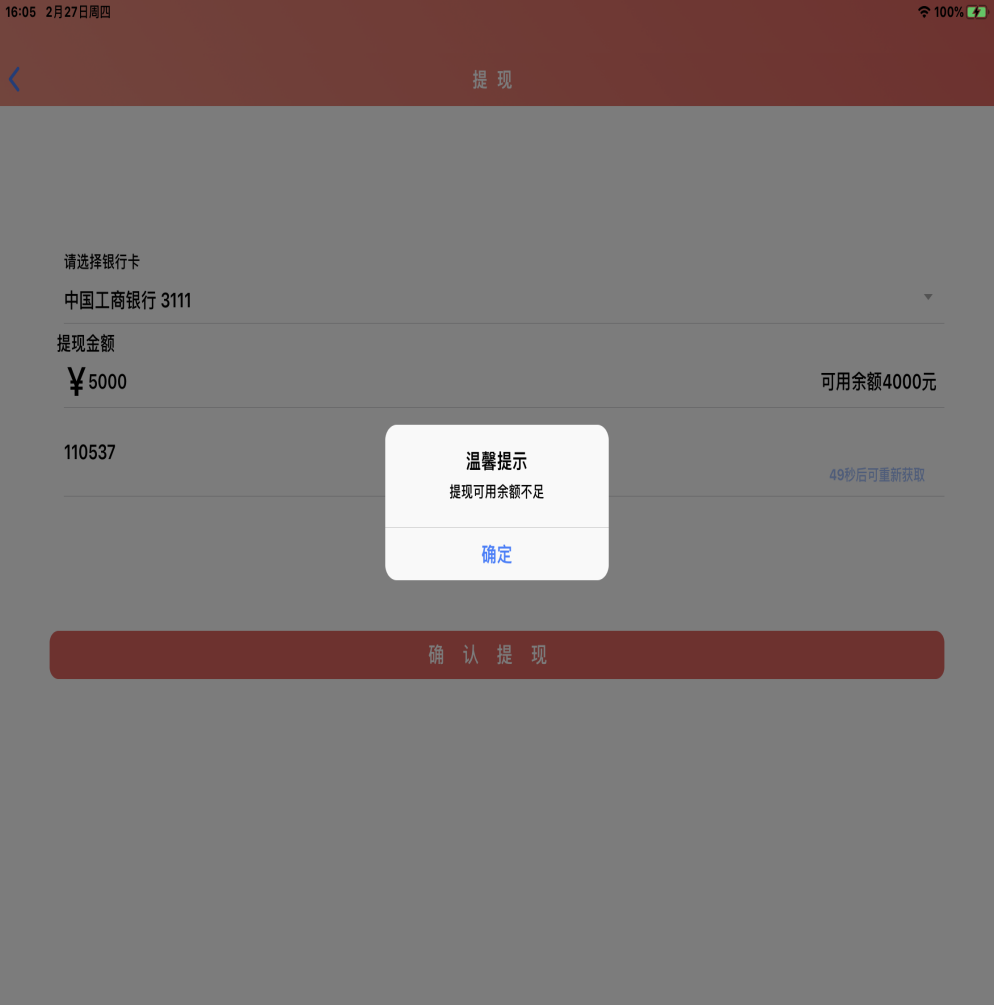 16:05 2月27日周四 100%
提 现
请选择银行卡
中国工商银行 3111
提现金额
¥5000 可用余额4000元
110537
49秒后可重新获取
温馨提示
提现可用余额不足
确定
确 认 提 现